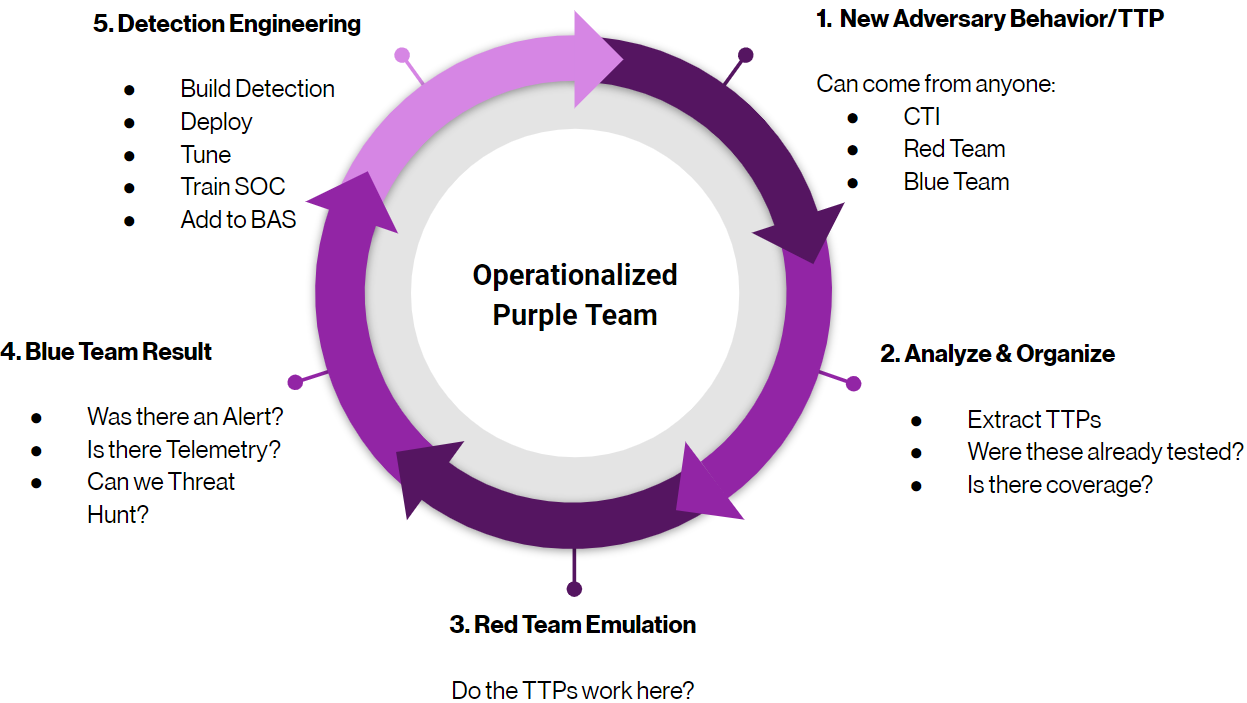 1. New Adversary Behavior/TTP
Can come from anyone:
● CTI
● Red Team
● Blue Team
2. Analyze & Organize
● Extract TTPs
● Were these already tested?
● Is there coverage?
3. Red Team Emulation
Do the TTPs work here?
4. Blue Team Result
● Was there an Alert?
● Is there Telemetry?
● Can we Threat
Hunt?
5. Detection Engineering
● Build Detection
● Deploy
● Tune
● Train SOC
● Add to BAS
Operationalized
Purple Team